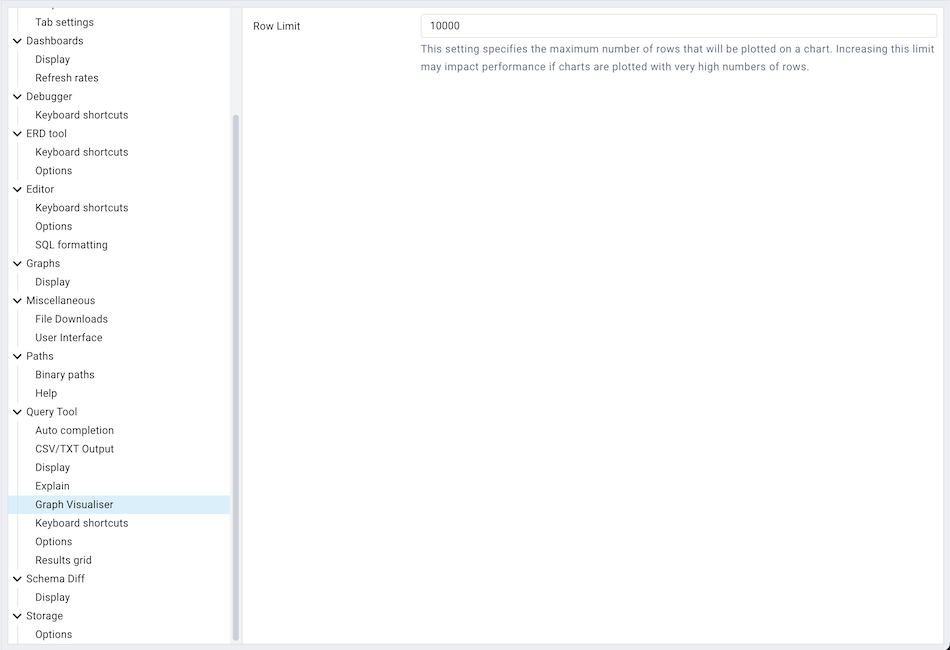 Tab settings
Dashboards
Display
Refresh rates
Debugger
Keyboard shortcuts
ERD tool
Keyboard shortcuts
Options
Editor
Keyboard shortcuts
Options
SQL formatting
Graphs
Display
Miscellaneous
File Downloads
User Interface
Paths
Binary paths
Help
Query Tool
Auto completion
CSV/TXT Output
Display
Explain
Graph Visualiser
Keyboard shortcuts
Options
Results grid
Schema Diff
Display
Storage
Options
Row Limit
10000
This setting specifies the maximum number of rows that will be plotted on a chart. Increasing this limit
may impact performance if charts are plotted with very high numbers of rows.